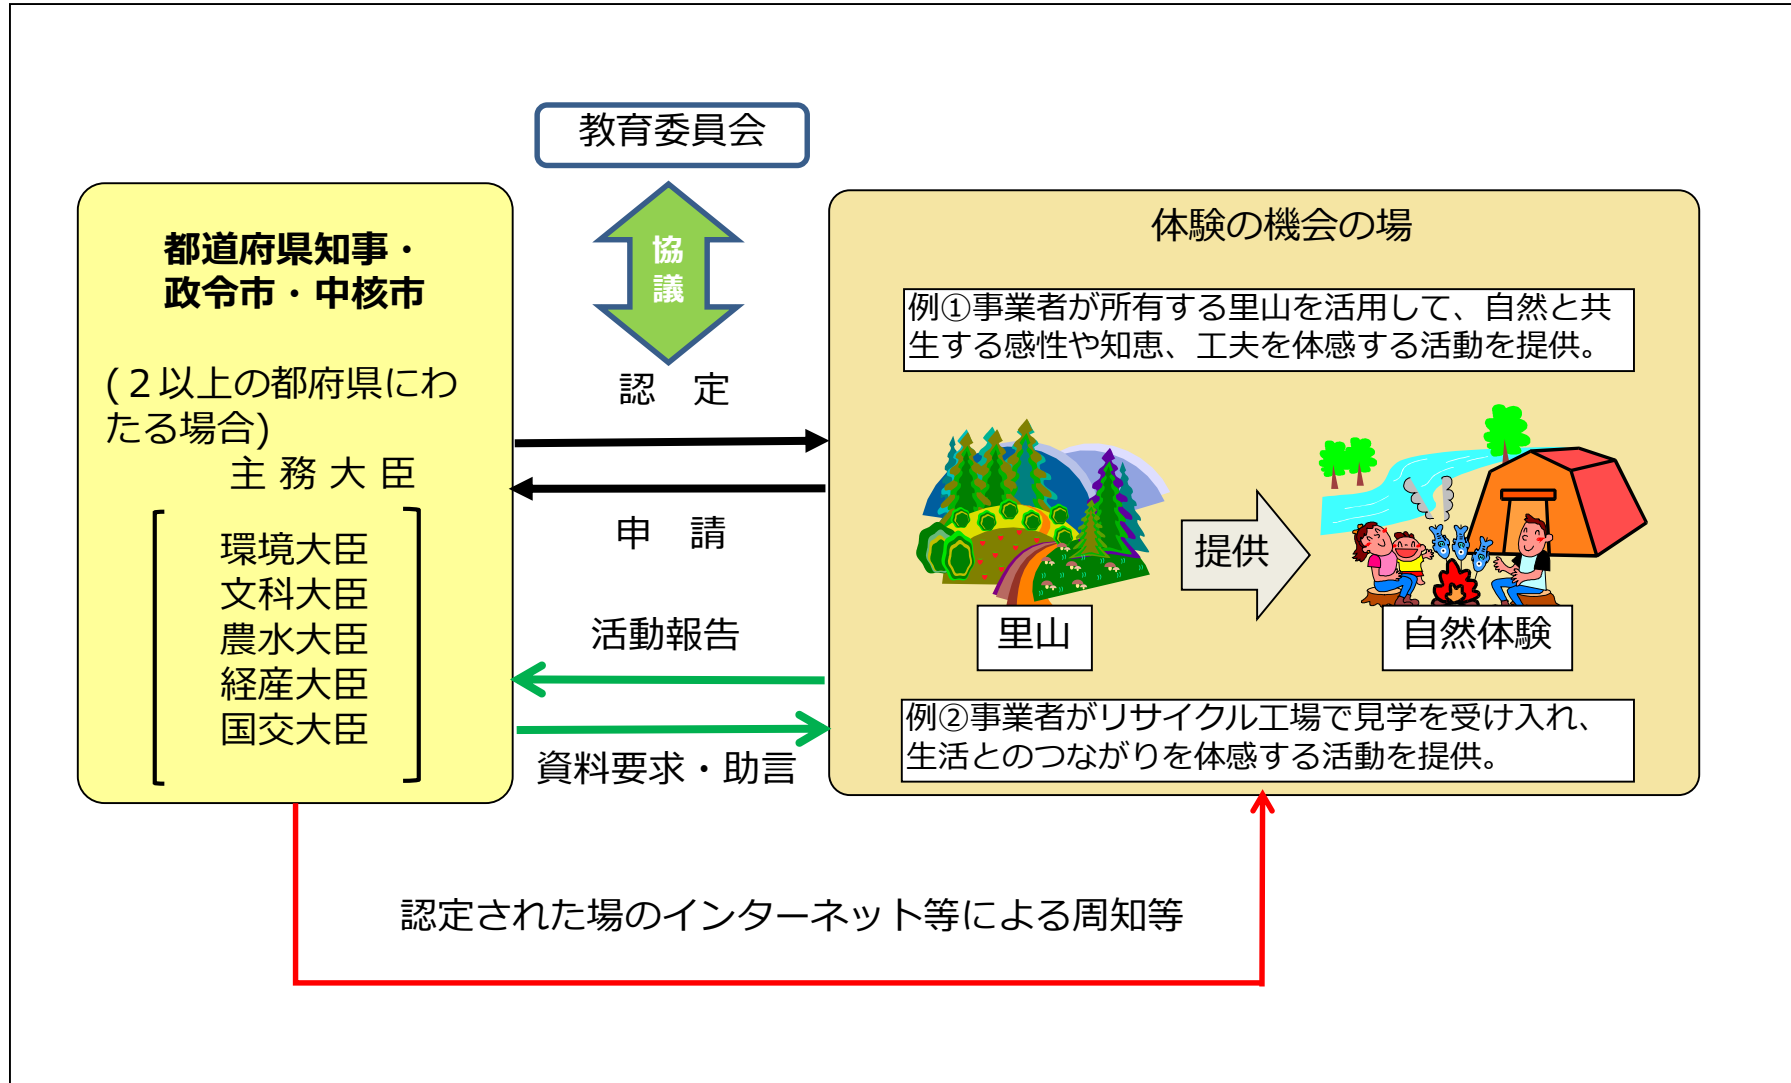 教育委員会
協
議
都道府県知事・
政令市・中核市
(２以上の都府県にわ
たる場合)
主 務 大 臣
環境大臣
文科大臣
農水大臣
経産大臣
国交大臣
認　定
申　請
活動報告
資料要求・助言
体験の機会の場
例①事業者が所有する里山を活用して、自然と共
生する感性や知恵、工夫を体感する活動を提供。
提供
里山
自然体験
例②事業者がリサイクル工場で見学を受け入れ、
生活とのつながりを体感する活動を提供。
認定された場のインターネット等による周知等